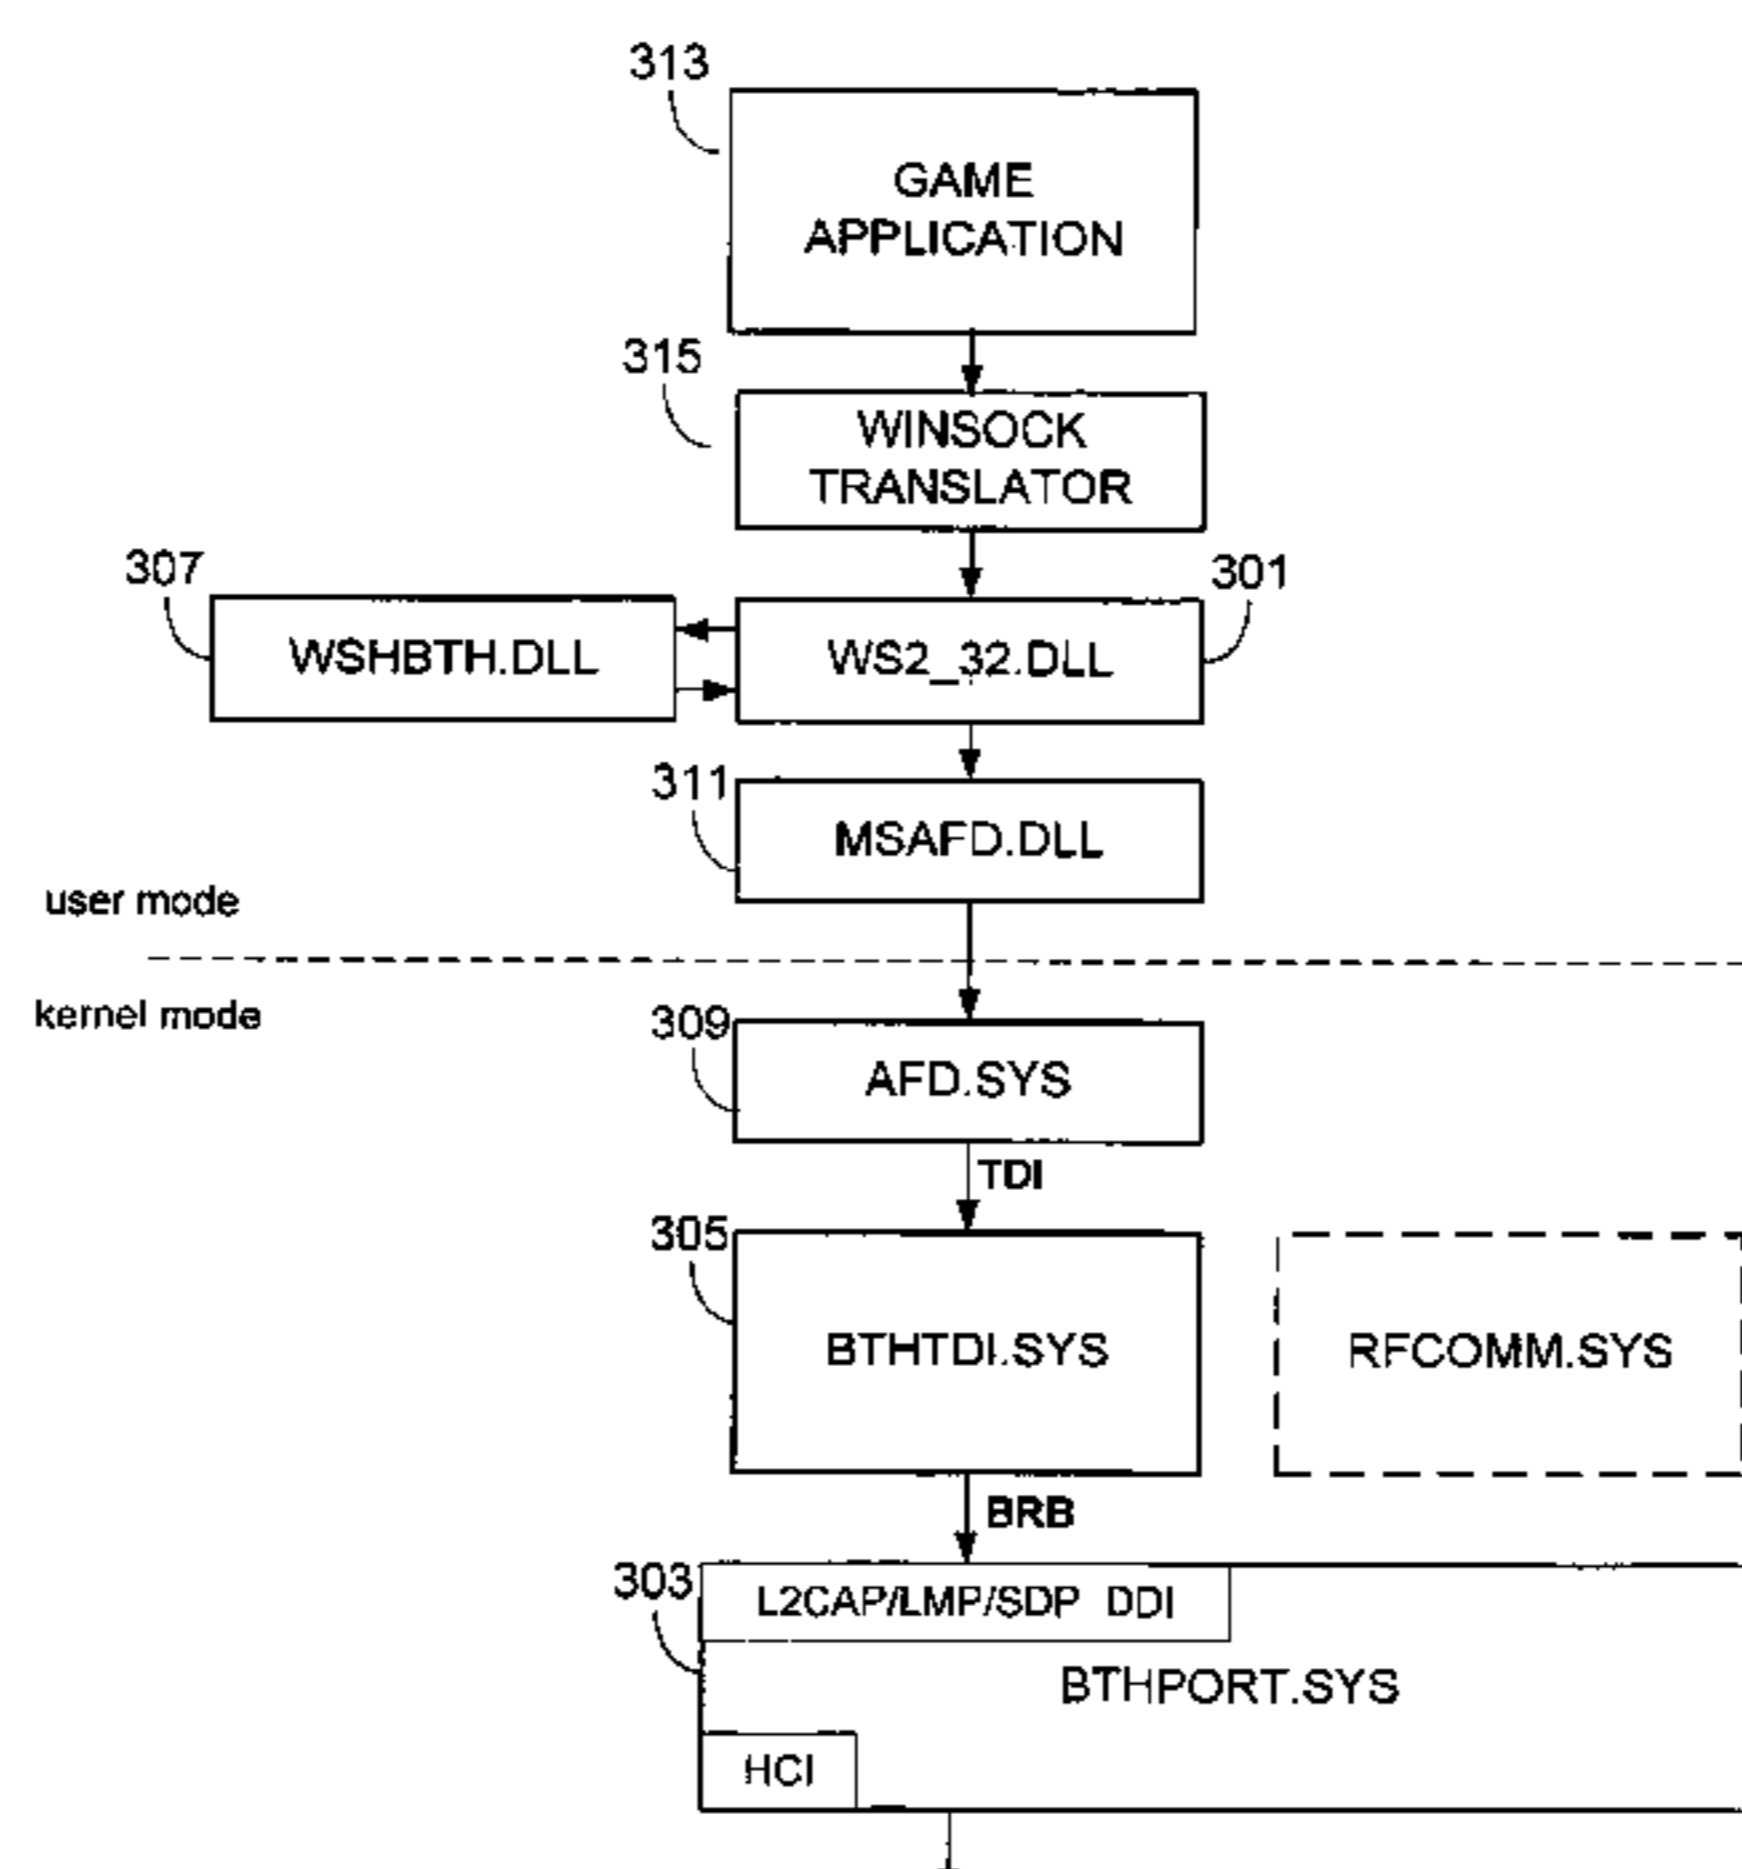 313
GAME
APPLICATION
315
WINSOCK
TRANSLATOR
307
301
WSHBTH.DLL
WS2_32.DLL
311
MSAFD.DLL
user mode
kernel mode
309
AFD.SYS
TDI
305
BTHTDI.SYS
RFCOMM.SYS
BRB
303
L2CAP/LMP/SDP DDI
BTHPORT.SYS
HCI